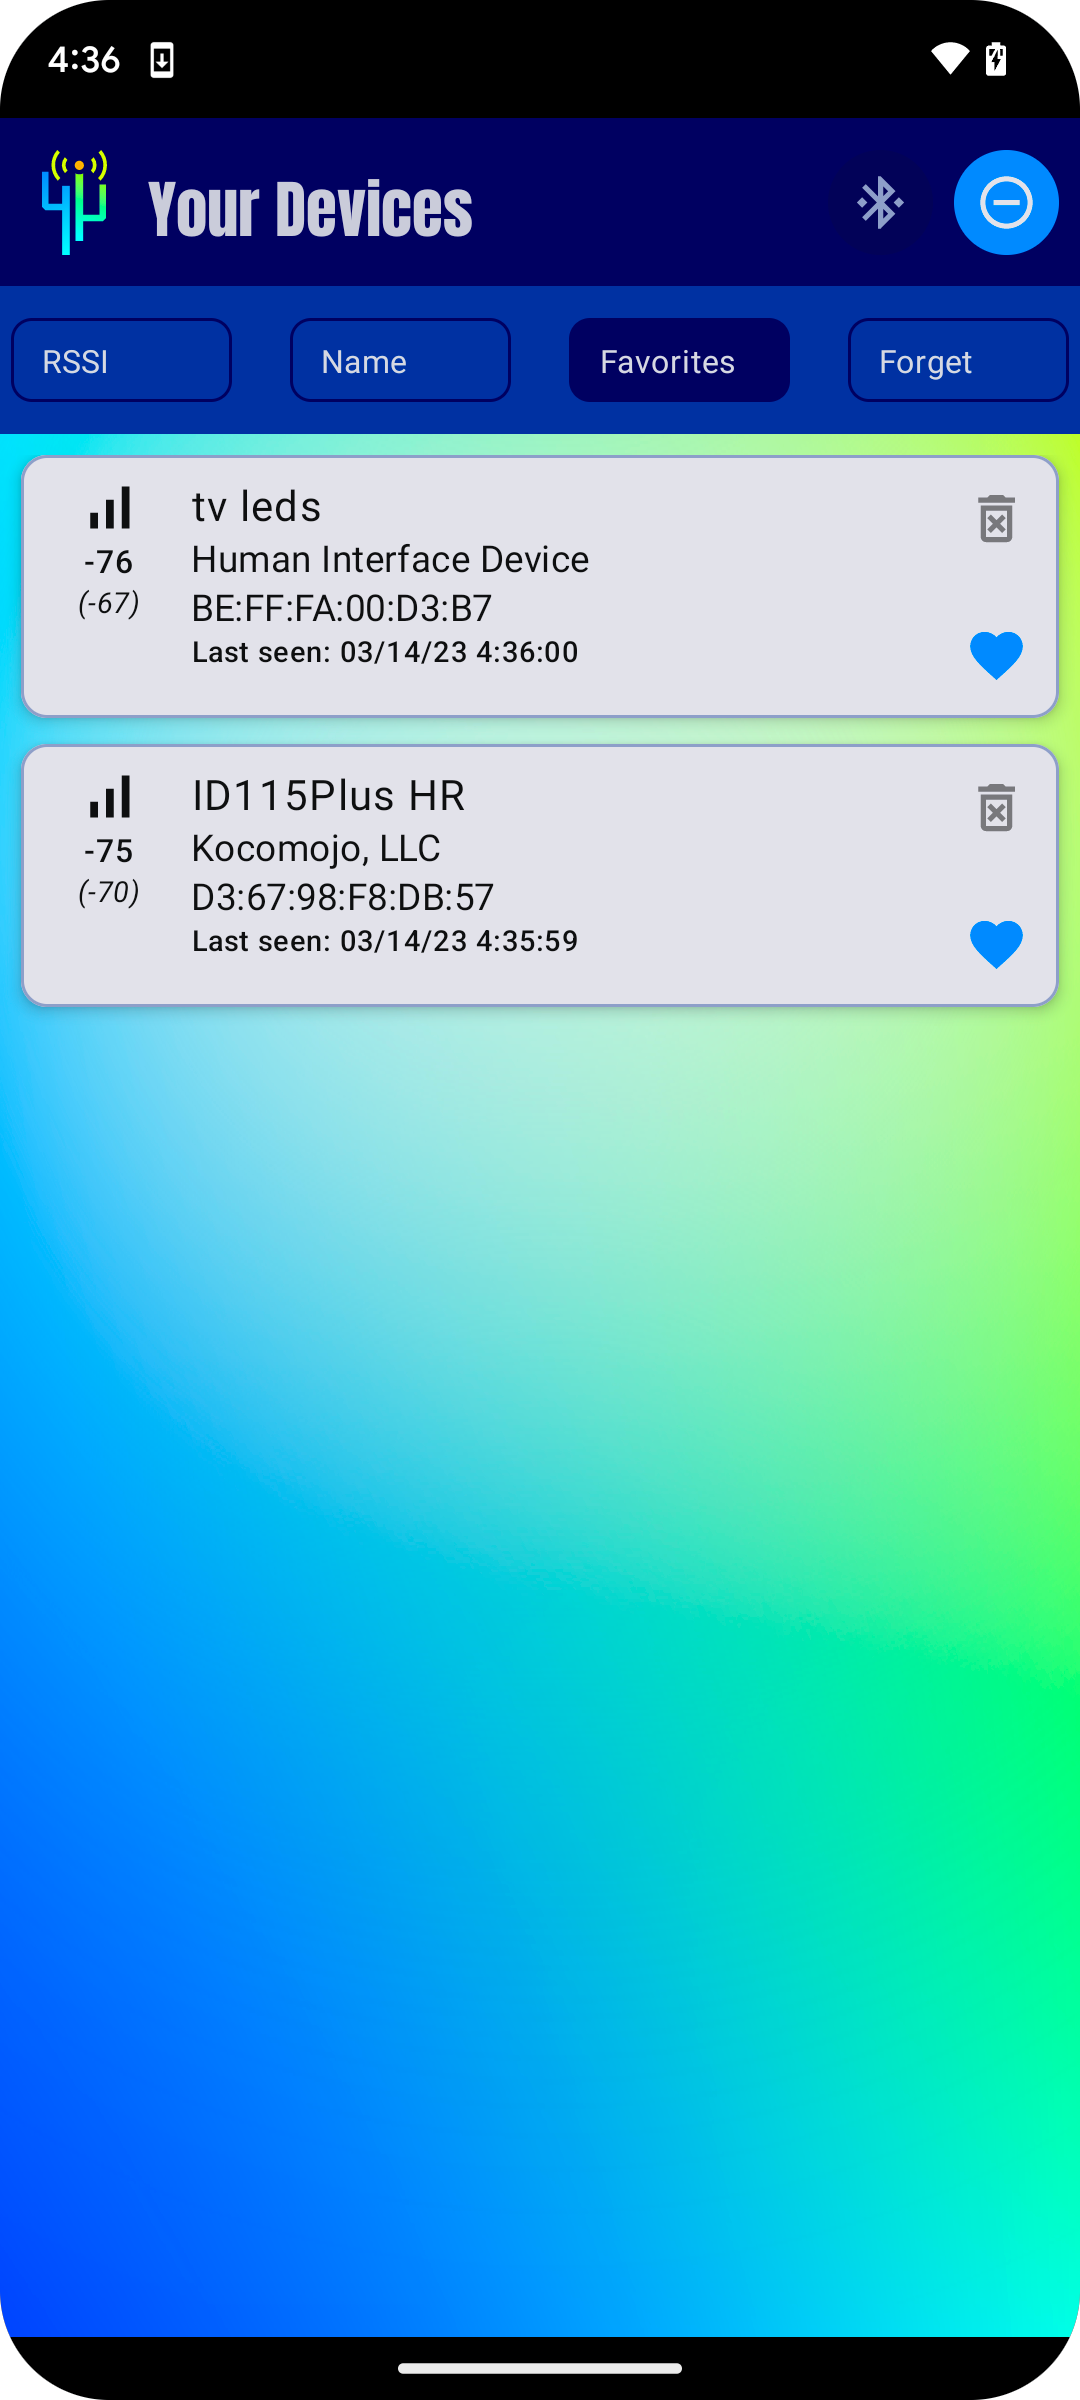 4:36
Your Devices
RSSI Name Favorites Forget
tv leds
-76
Human Interface Device
(-67)
BE:FF:FA:00:D3:B7
Last seen: 03/14/23 4:36:00
ID115Plus HR
-75
Kocomojo, LLC
(-70)
D3:67:98:F8:DB:57
Last seen: 03/14/23 4:35:59